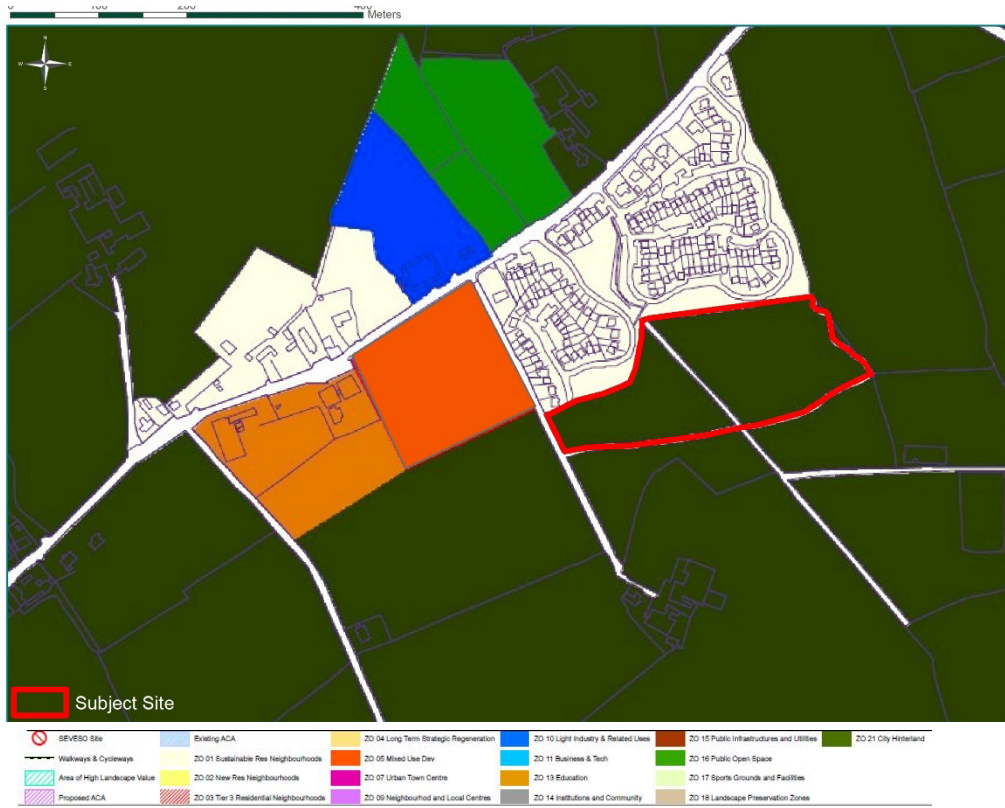 0 100 200 400
Meters
N
W E
S
Subject Site
SEVESO Site
Existing ACA
ZO 04 Long Term Strategic Regeneration
ZO 10 Light Industry & Related Uses
ZO 15 Public Infrastructures and Utilities
ZO 21 City Hinterland
Walkways & Cycleways
ZO 01 Sustainable Res Neighbourhoods
ZO 05 Mixed Use Dev
ZO 11 Business & Tech
ZO 16 Public Open Space
Area of High Landscape Value
ZO 02 New Res Neighbourhoods
ZO 07 Urban Town Centre
ZO 13 Education
ZO 17 Sports Grounds and Facilities
Proposed ACA
ZO 03 Tier 3 Residential Neighbourhoods
ZO 09 Neighbourhod and Local Centres
ZO 14 Institutions and Community
ZO 18 Landscape Preservation Zones